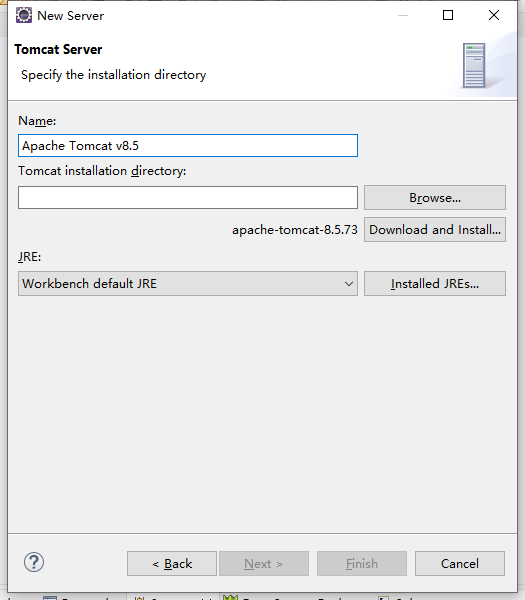 New Server
Tomcat Server
Specify the installation directory
Name:
Apache Tomcat v8.5
Tomcat installation directory:
Browse...
apache-tomcat-8.5.73
Download and Install...
JRE:
Workbench default JRE
Installed JREs...
?
< Back
Next >
Finish
Cancel